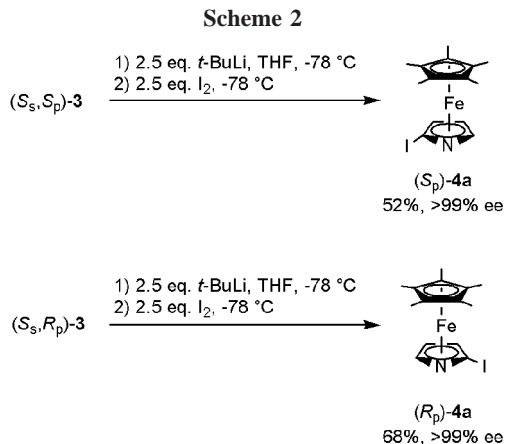 Scheme 2
1) 2.5 eq. t-BuLi, THF, -78 °C
2) 2.5 eq. I2, -78 °C
(Ss,Sp)-3
Fe
I
N
(Sp)-4a
52%, >99% ee
1) 2.5 eq. t-BuLi, THF, -78 °C
2) 2.5 eq. I2, -78 °C
(Ss,Rp)-3
Fe
N
I
(Rp)-4a
68%, >99% ee